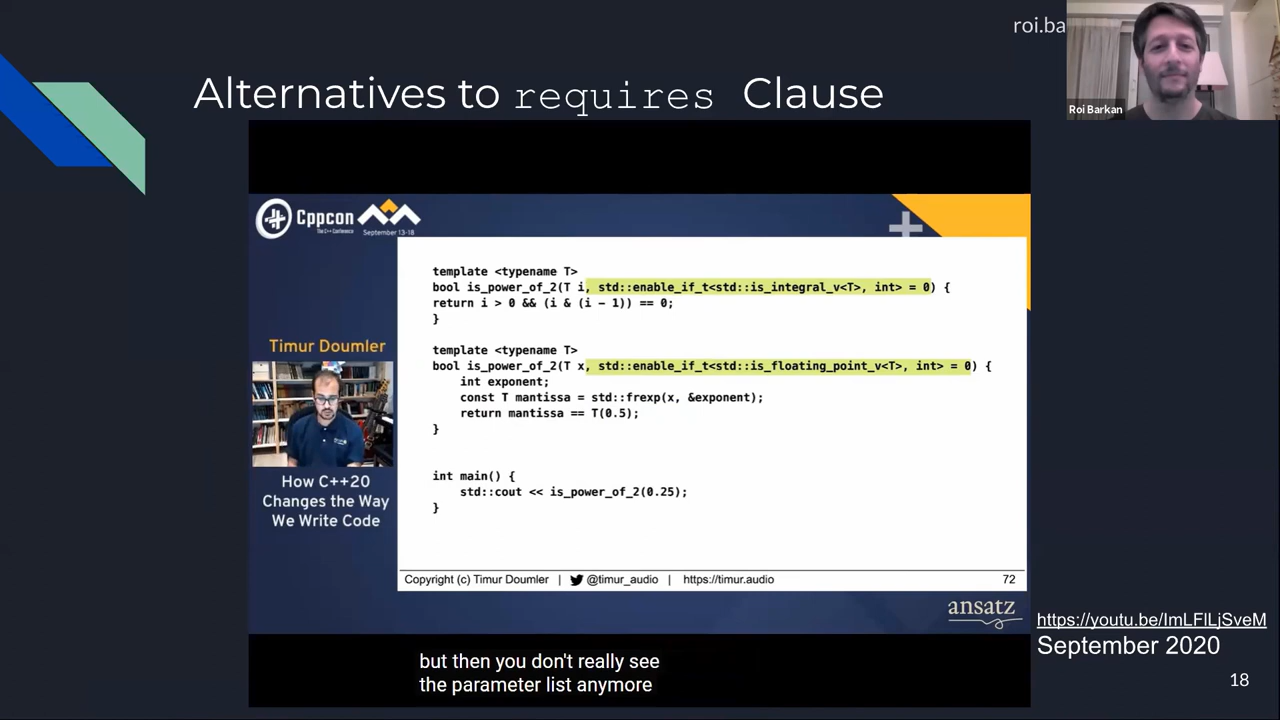 roi.ba
Roi Barkan
Alternatives to requires Clause
Cppcon
The C++ Conference
September 13-18
template <typename T>
bool is_power_of_2(T i, std::enable_if_t<std::is_integral_v<T>, int> = 0) {
return i > 0 && (i & (i − 1)) == 0;
}
template <typename T>
bool is_power_of_2(T x, std::enable_if_t<std::is_floating_point_v<T>, int> = 0) {
int exponent;
const T mantissa = std::frexp(x, &exponent);
return mantissa == T(0.5);
}
int main() {
std::cout << is_power_of_2(0.25);
}
Timur Doumler
How C++20
Changes the Way
We Write Code
Copyright (c) Timur Doumler | @timur_audio | https://timur.audio 72
ansatz
https://youtu.be/ImLFlLjSveM
September 2020
but then you don't really see
the parameter list anymore
18